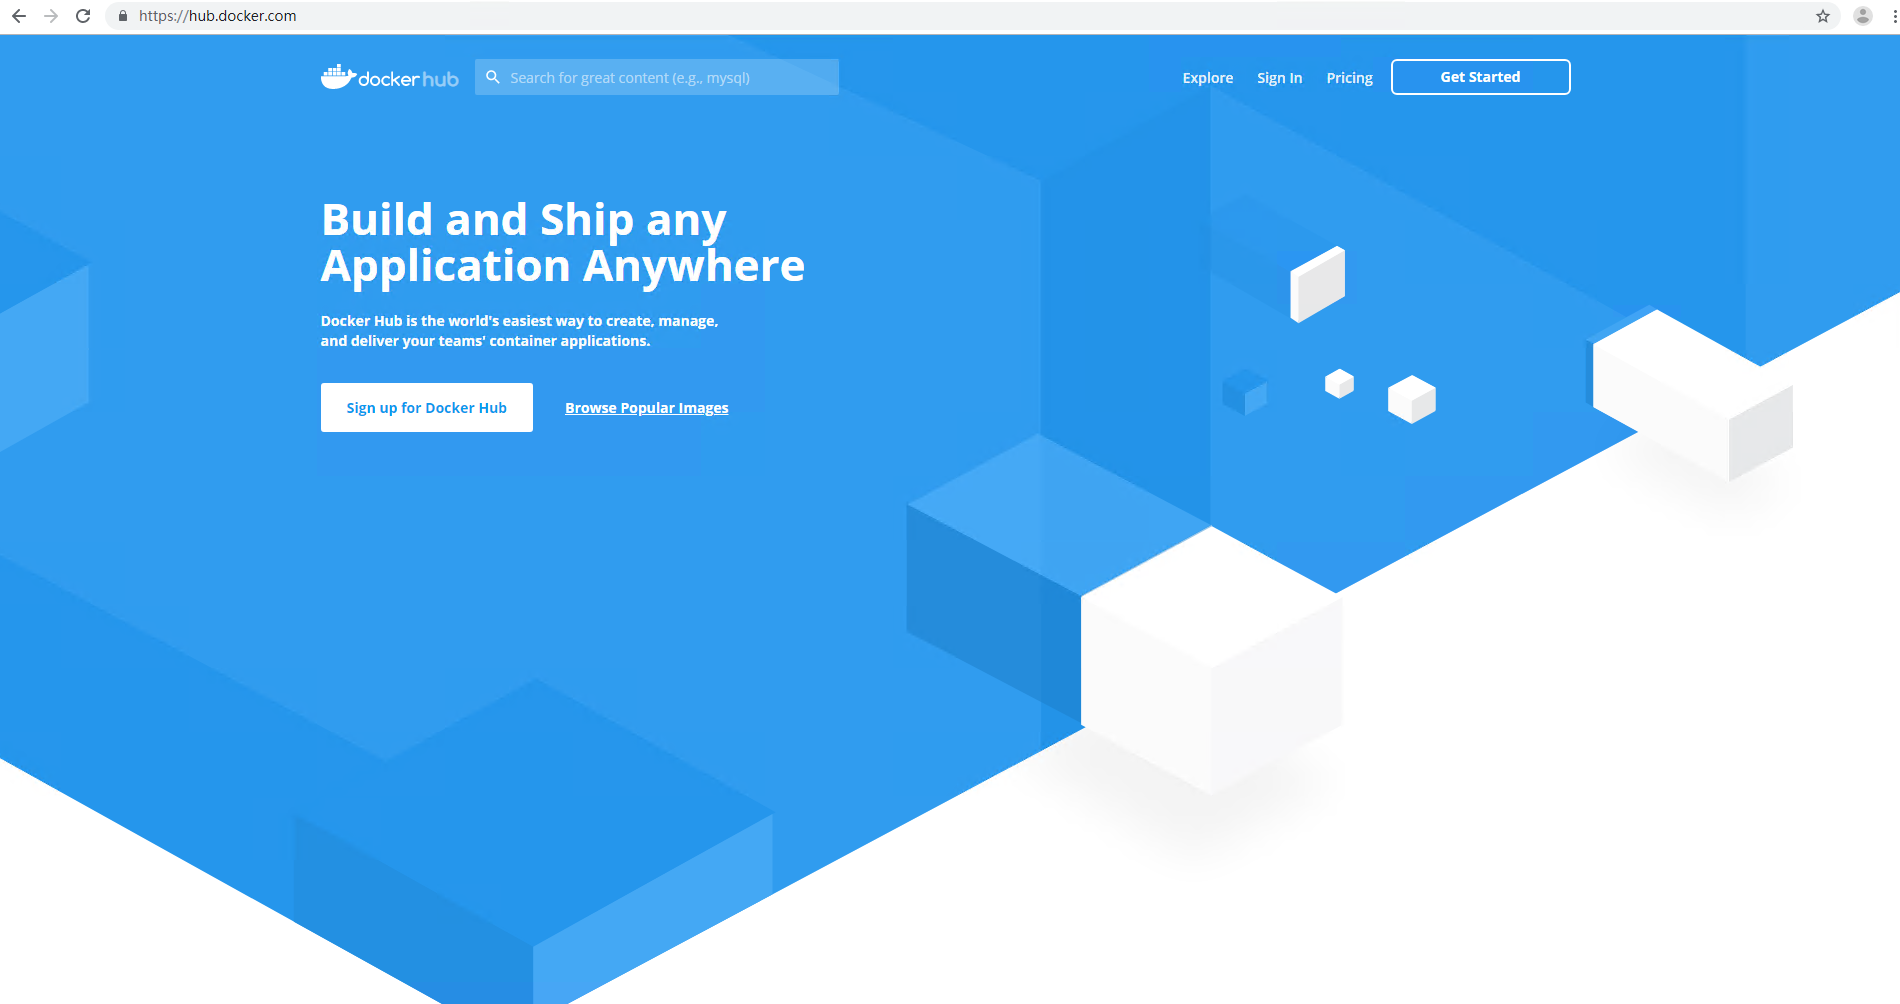 https://hub.docker.com
docker hub
Search for great content (e.g., mysql)
Explore
Sign In
Pricing
Get Started
Build and Ship any
Application Anywhere
Docker Hub is the world's easiest way to create, manage,
and deliver your teams' container applications.
Sign up for Docker Hub
Browse Popular Images